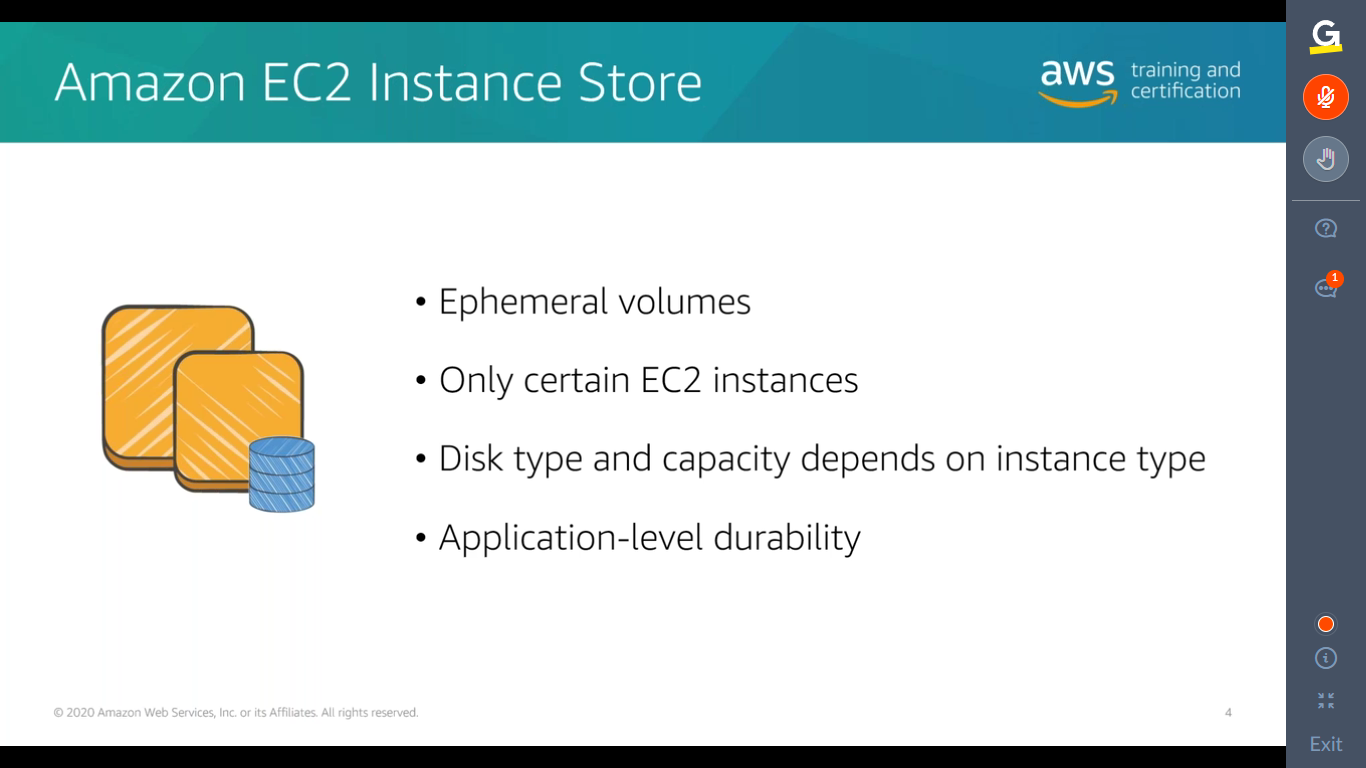 Amazon EC2 Instance Store
aws training and
certification
• Ephemeral volumes
• Only certain EC2 instances
• Disk type and capacity depends on instance type
• Application-level durability
© 2020 Amazon Web Services, Inc. or its Affiliates. All rights reserved.
4
G
?
1
i
Exit